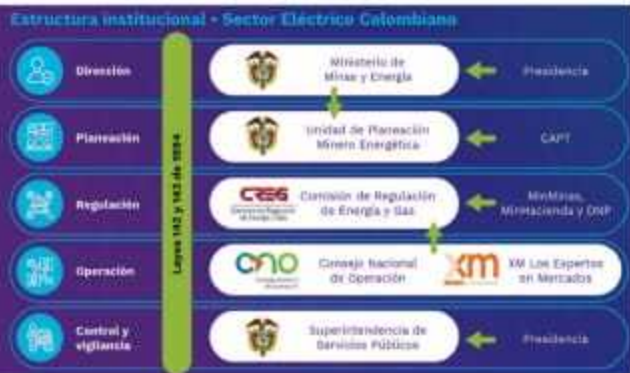 Estructura institucional - Sector Eléctrico Colombiano
Dirección
Ministerio de
Minas y Energía
Presidencia
Planeación
Unidad de Planeación
Minero Energética
CAPT
Leyes 142 y 143 de 1994
Regulación
CREG
Comisión de Regulación
de Energía y Gas
MinMinas,
MinHacienda y DNP
Operación
cno
Consejo Nacional
de Operación
xm
XM Los Expertos
en Mercados
Control y
vigilancia
Superintendencia de
Servicios Públicos
Presidencia